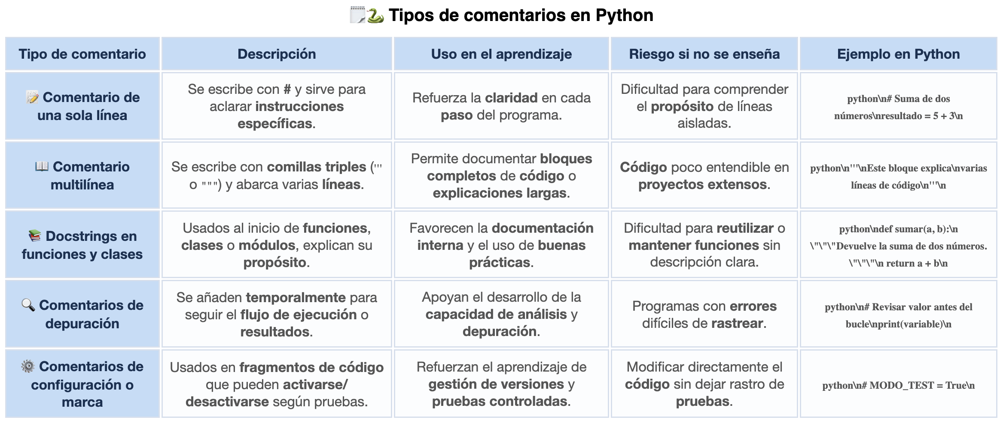 Tipos de comentarios en Python
Tipo de comentario
Descripción
Uso en el aprendizaje
Riesgo si no se enseña
Ejemplo en Python
Comentario de
una sola línea
Se escribe con # y sirve para
aclarar instrucciones
específicas.
Refuerza la claridad en cada
paso del programa.
Dificultad para comprender
el propósito de líneas
aisladas.
python\n# Suma de dos
números\nresultado = 5 + 3\n
Comentario
multilínea
Se escribe con comillas triples ('''
o """) y abarca varias líneas.
Permite documentar bloques
completos de código o
explicaciones largas.
Código poco entendible en
proyectos extensos.
python\n'''\nEste bloque explica\nvarias
líneas de código\n'''\n
Docstrings en
funciones y clases
Usados al inicio de funciones,
clases o módulos, explican su
propósito.
Favorecen la documentación
interna y el uso de buenas
prácticas.
Dificultad para reutilizar o
mantener funciones sin
descripción clara.
python\ndef sumar(a, b):\n
\"\"\"Devuelve la suma de dos números.
\"\"\"\n return a + b\n
Comentarios de
depuración
Se añaden temporalmente para
seguir el flujo de ejecución o
resultados.
Apoyan el desarrollo de la
capacidad de análisis y
depuración.
Programas con errores
difíciles de rastrear.
python\n# Revisar valor antes del
bucle\nprint(variable)\n
Comentarios de
configuración o
marca
Usados en fragmentos de código
que pueden activarse/
desactivarse según pruebas.
Refuerzan el aprendizaje de
gestión de versiones y
pruebas controladas.
Modificar directamente el
código sin dejar rastro de
pruebas.
python\n# MODO_TEST = True\n